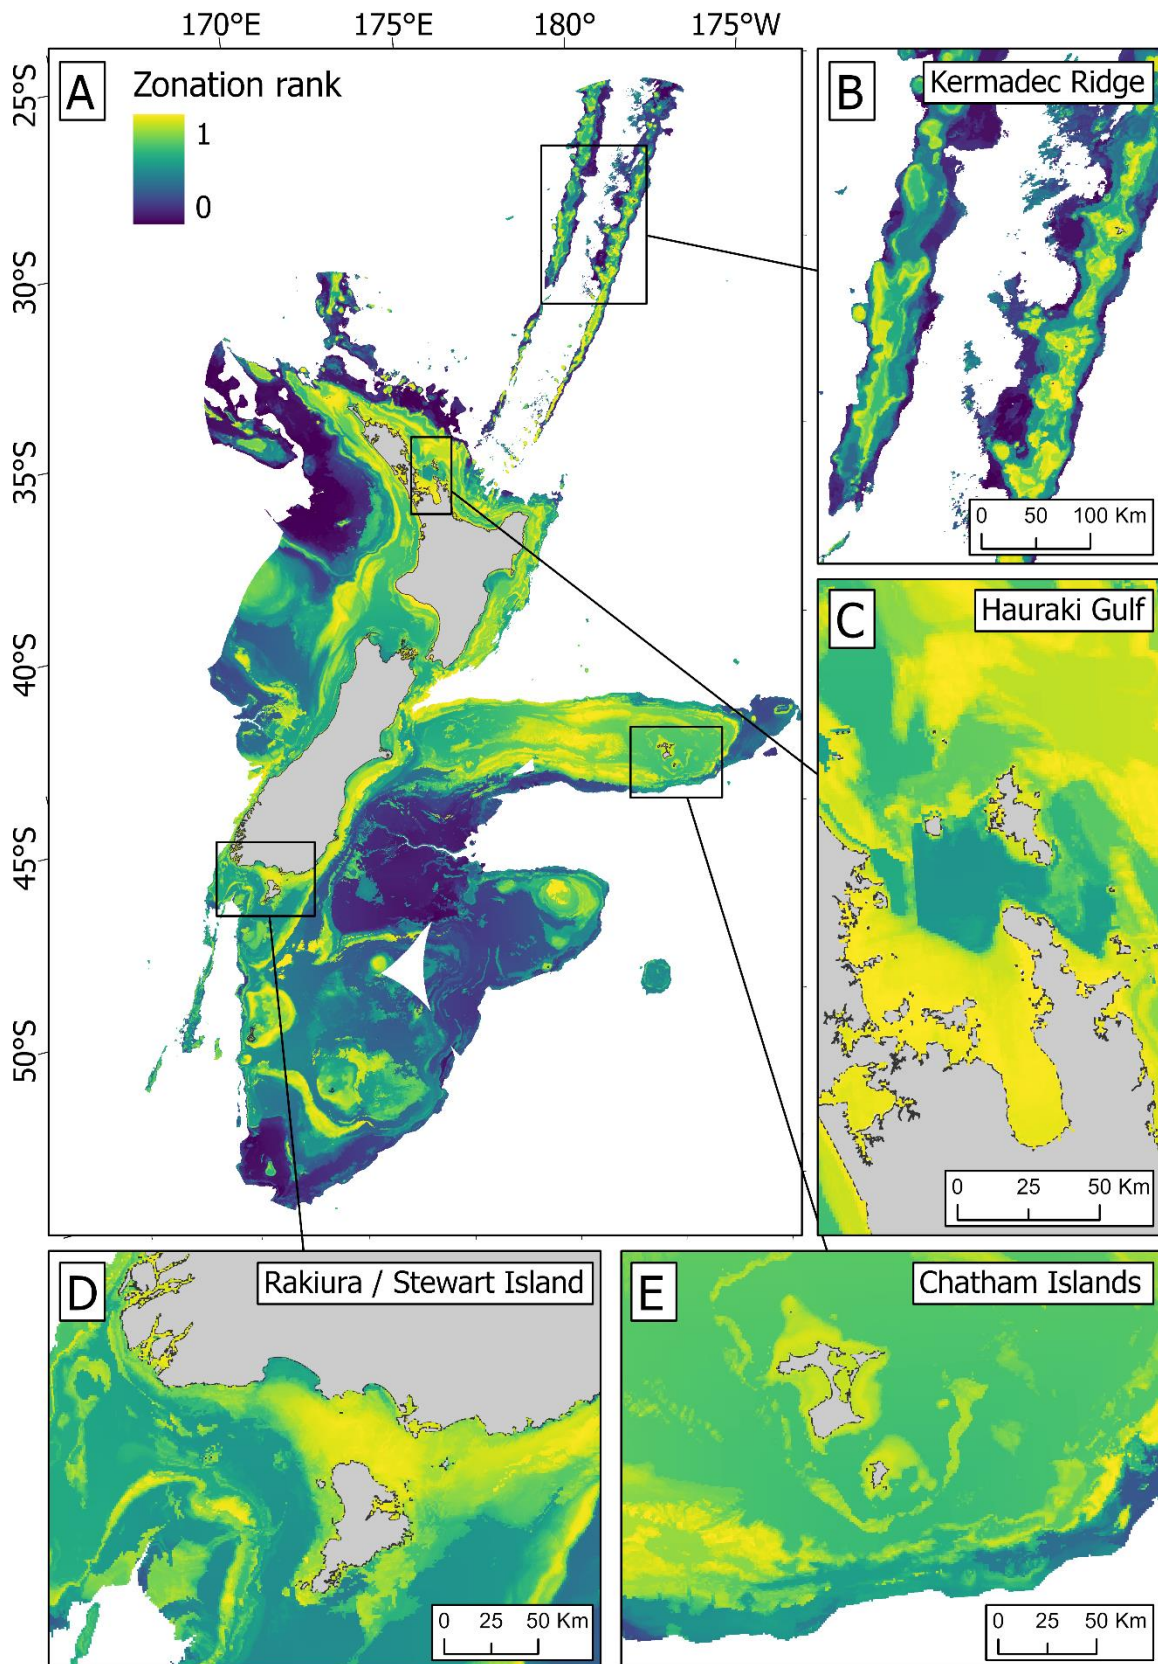 170°E 175°E 180° 175°W
25°S
30°S
35°S
40°S
45°S
50°S
A
Zonation rank
1
0
B
Kermadec Ridge
0 50 100 Km
C
Hauraki Gulf
0 25 50 Km
D
Rakiura / Stewart Island
0 25 50 Km
E
Chatham Islands
0 25 50 Km